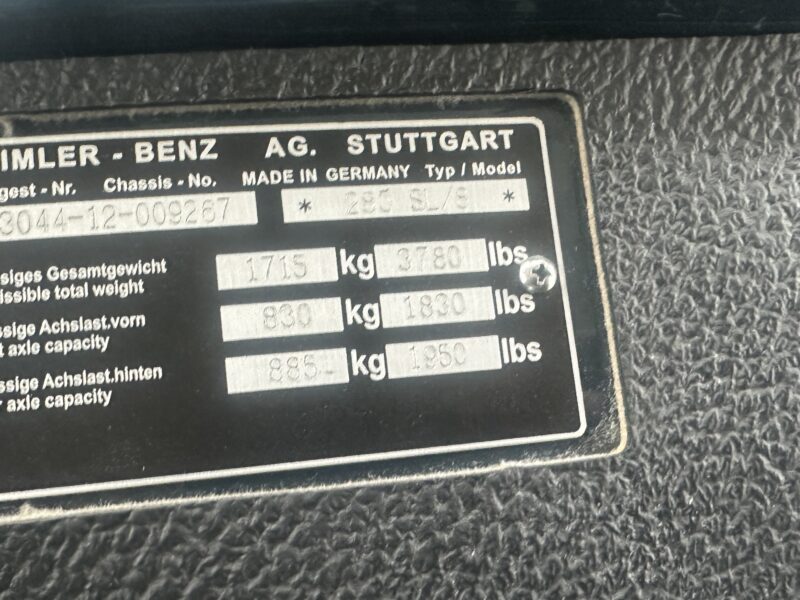 IMLER - BENZ AG. STUTTGART
gest - Nr. Chassis - No. MADE IN GERMANY Typ / Model
3044-12-009267 * 280 SL/8 *
siges Gesamtgewicht 1715 kg 3780 lbs
issible total weight
ssige Achslast.vorn 830 kg 1830 lbs
t axle capacity
ssige Achslast.hinten 885 kg 1950 lbs
r axle capacity